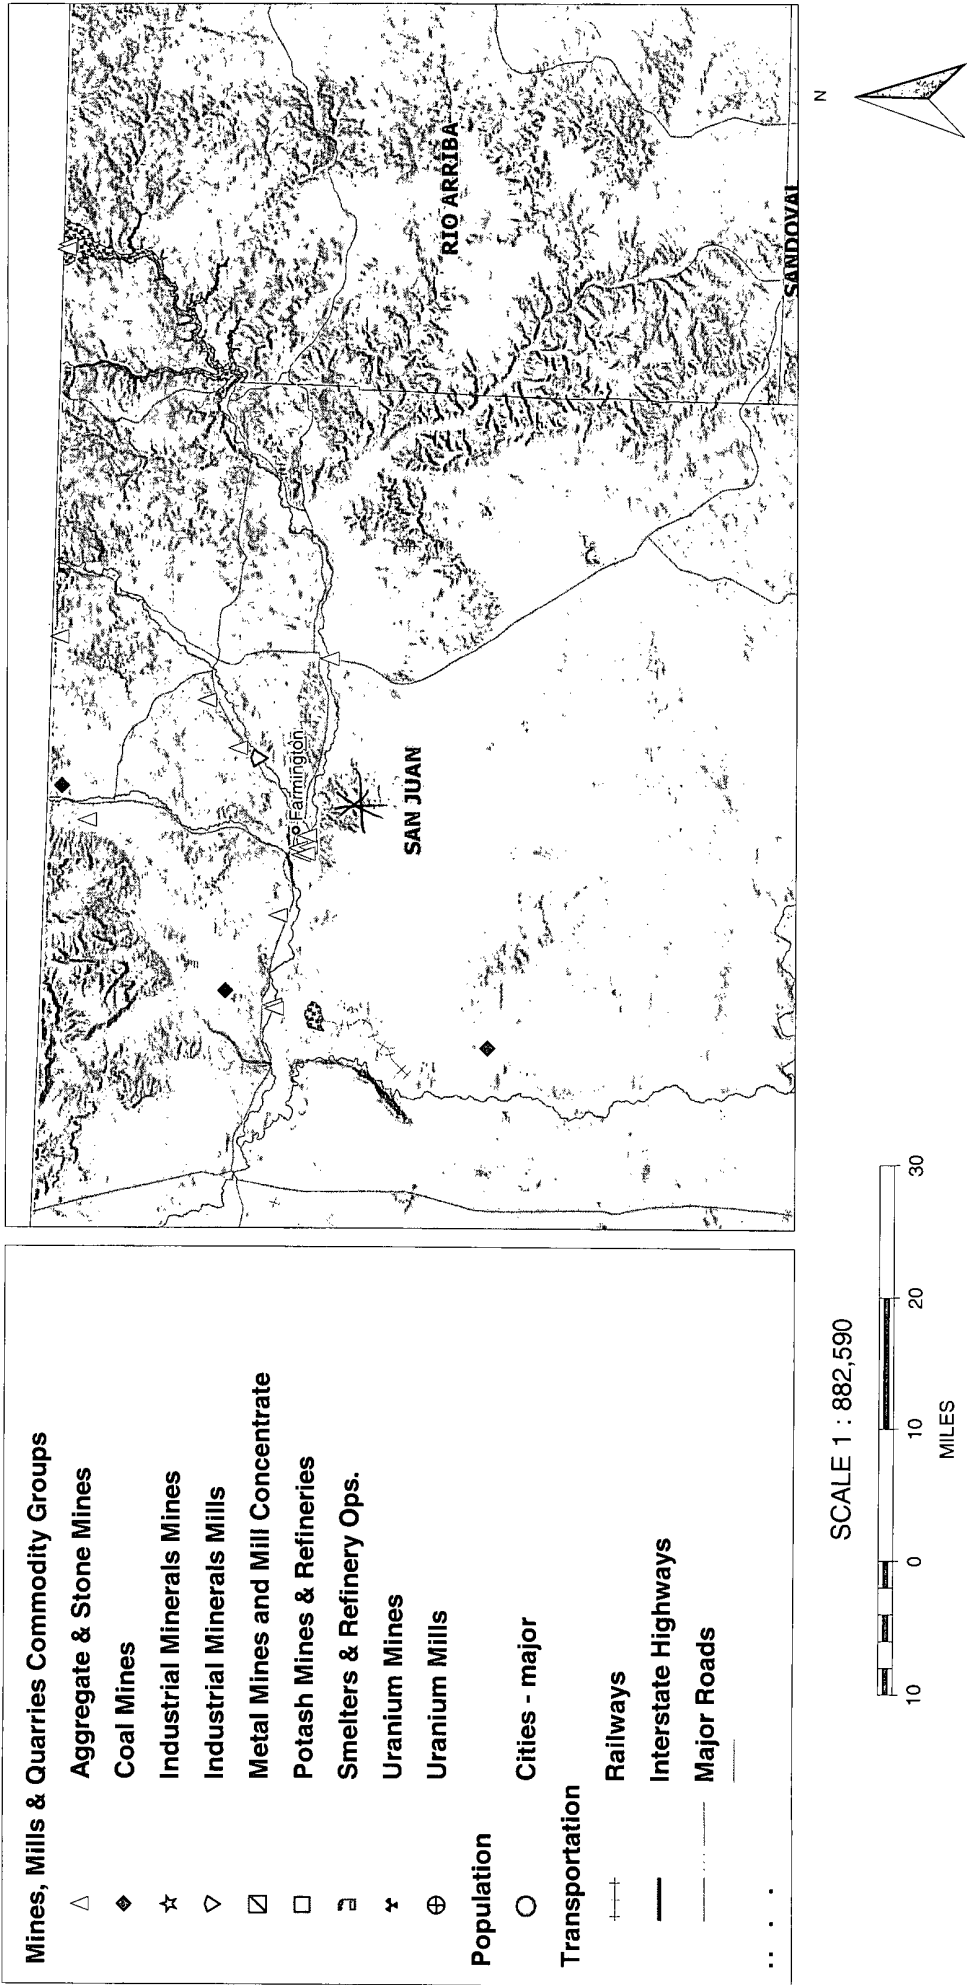 Mines, Mills & Quarries Commodity Groups
Aggregate & Stone Mines
Coal Mines
Industrial Minerals Mines
Industrial Minerals Mills
Metal Mines and Mill Concentrate
Potash Mines & Refineries
Smelters & Refinery Ops.
Uranium Mines
Uranium Mills
Population
Cities - major
Transportation
Railways
Interstate Highways
Major Roads
Farmington
SAN JUAN
RIO ARRIBA
SANDOVAL
N
SCALE 1 : 882,590
10 0 10 20 30
MILES